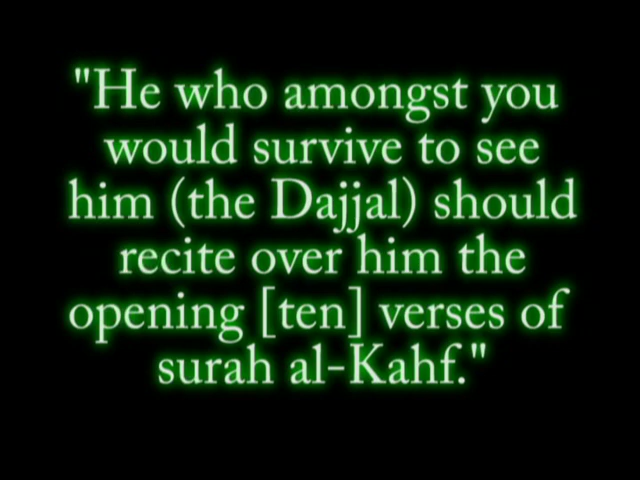 "He who amongst you
would survive to see
him (the Dajjal) should
recite over him the
opening [ten] verses of
surah al-Kahf."